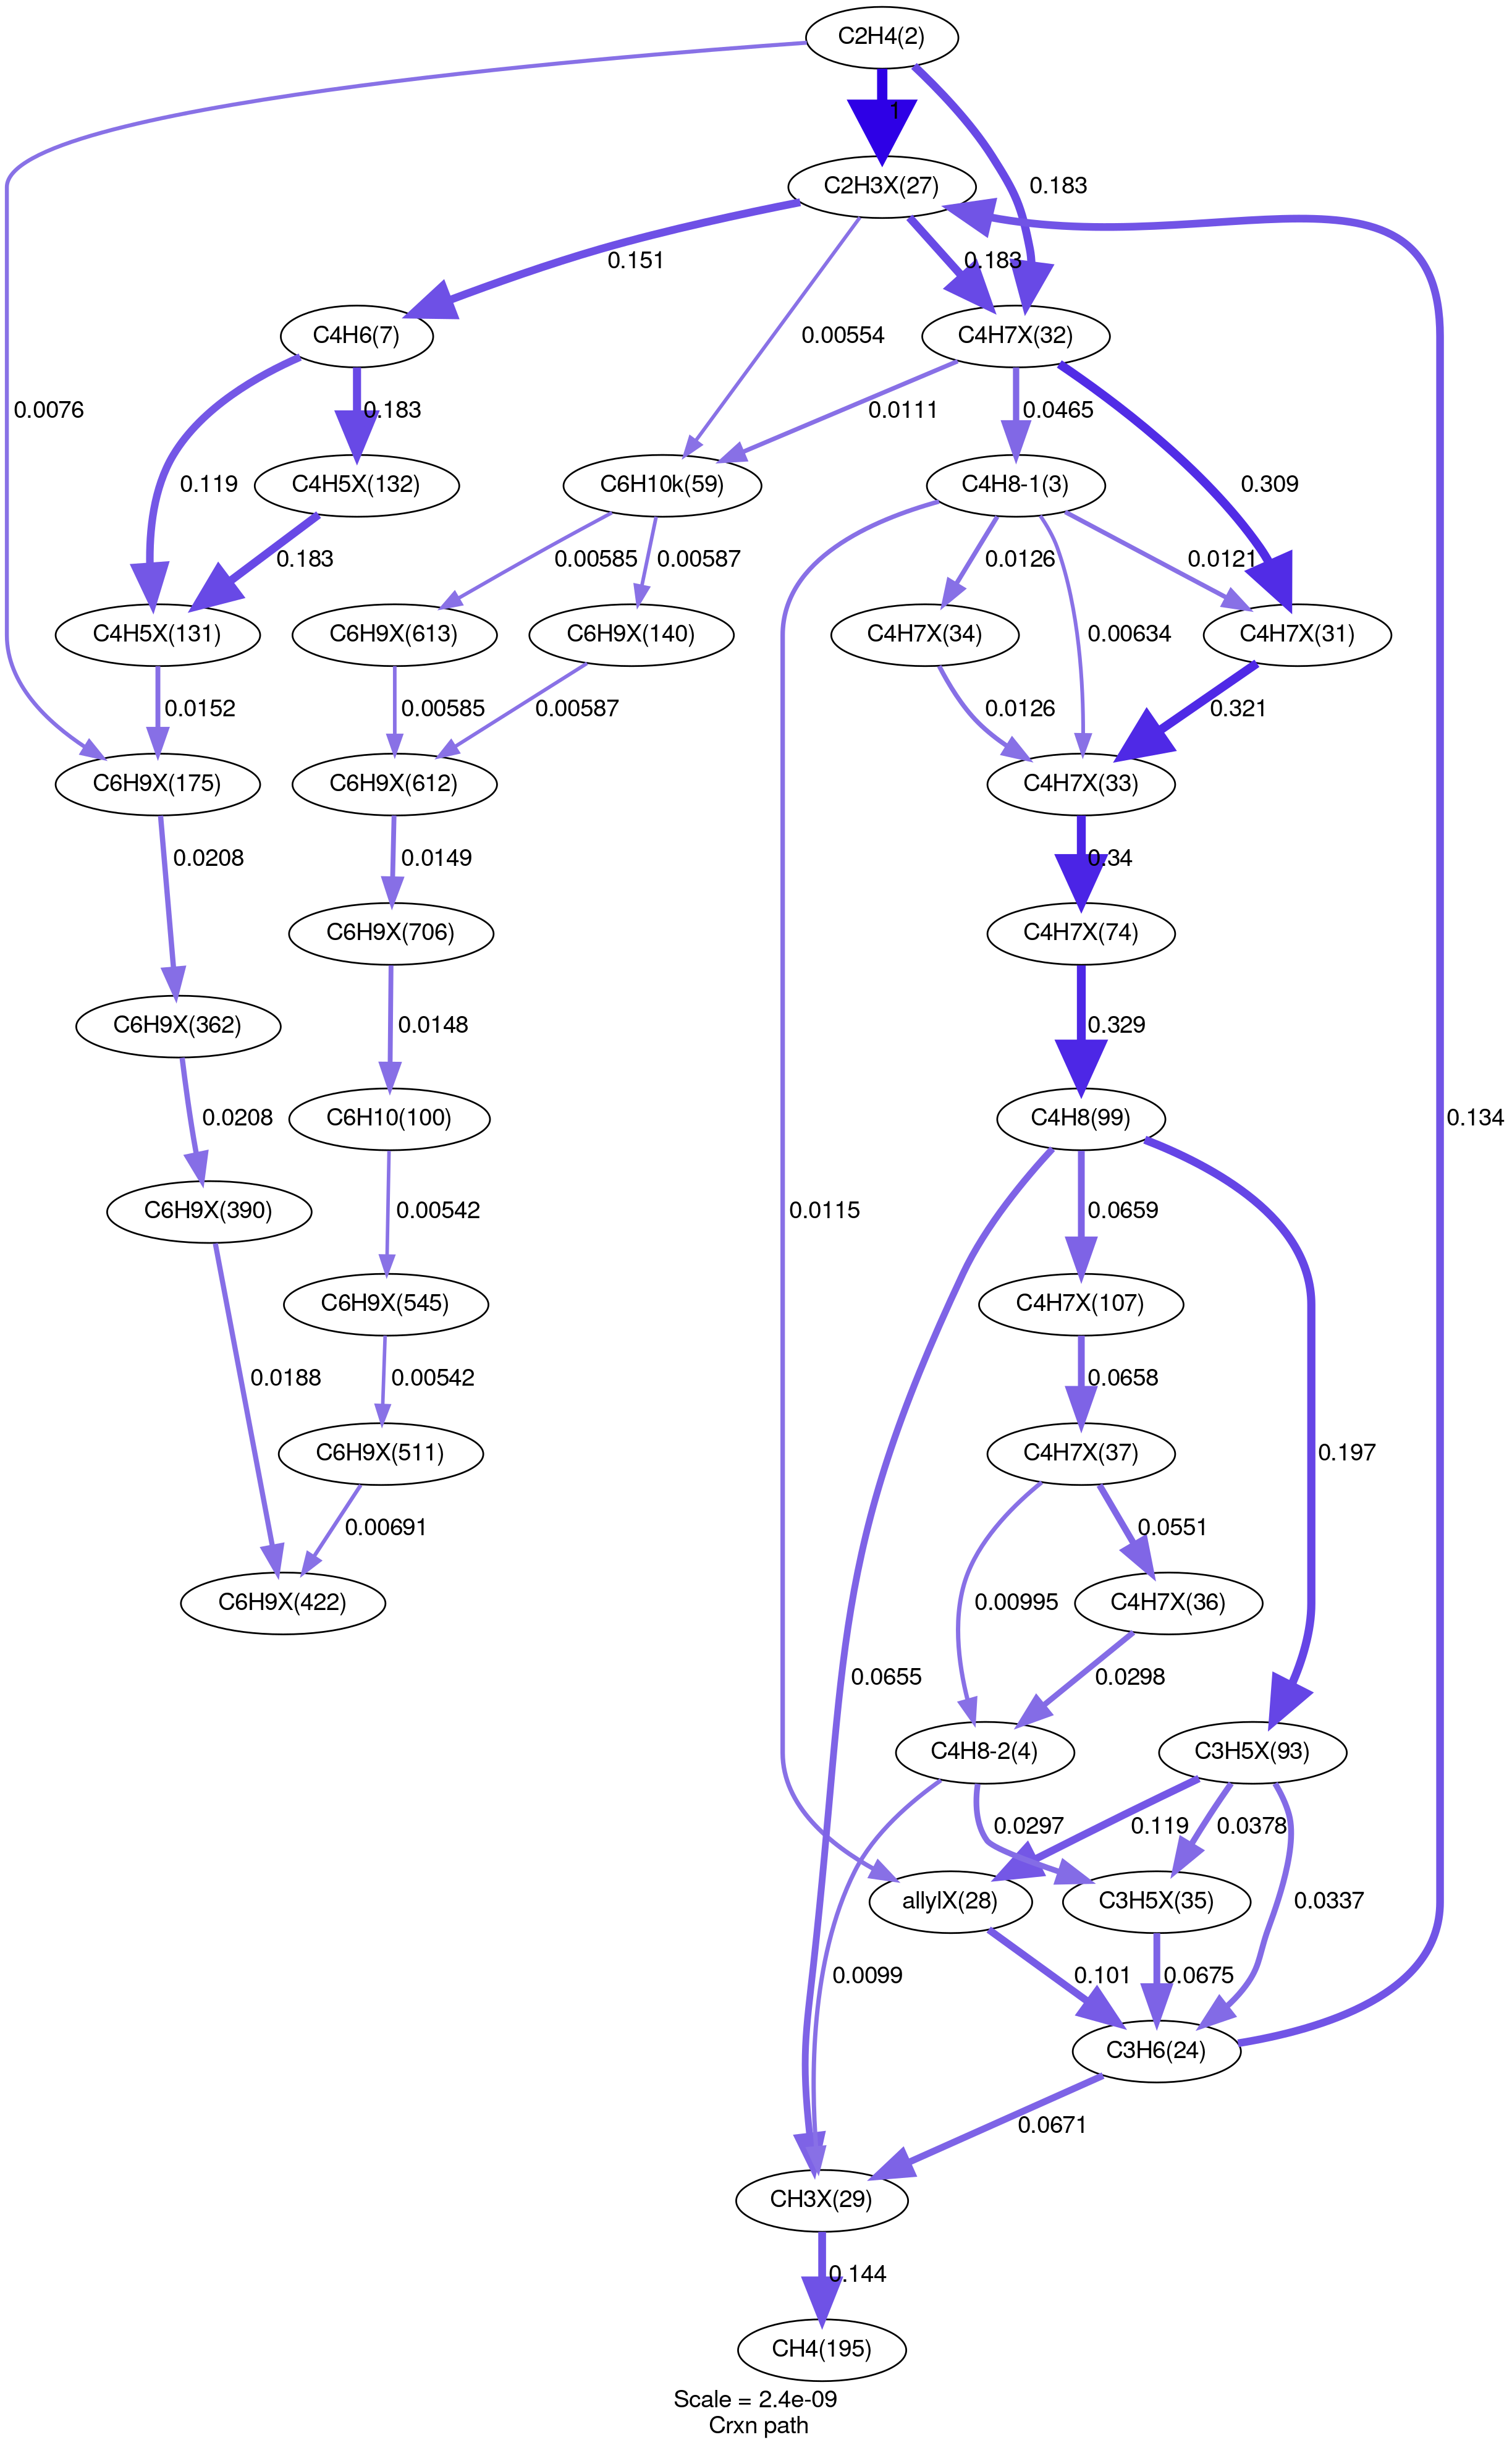 C2H4(2)
1
C2H3X(27)
0.183
0.151
0.183
0.134
C4H6(7)
0.00554
C4H7X(32)
0.0076
0.119
0.183
0.0111
0.0465
0.309
C4H5X(132)
C6H10k(59)
C4H8-1(3)
0.183
0.00585
0.00587
0.0126
0.00634
0.0121
C4H5X(131)
C6H9X(613)
C6H9X(140)
C4H7X(34)
C4H7X(31)
0.0152
0.00585
0.00587
0.0126
0.321
C6H9X(175)
C6H9X(612)
C4H7X(33)
0.0208
0.0149
0.34
C6H9X(706)
C4H7X(74)
C6H9X(362)
0.0148
0.329
0.0208
C6H10(100)
C4H8(99)
C6H9X(390)
0.00542
0.0115
0.0659
C6H9X(545)
C4H7X(107)
0.0188
0.00542
0.0658
C6H9X(511)
C4H7X(37)
0.197
0.00691
0.0551
C6H9X(422)
0.00995
C4H7X(36)
0.0655
0.0298
C4H8-2(4)
C3H5X(93)
0.0297
0.119
0.0378
allylX(28)
C3H5X(35)
0.0337
0.0099
0.101
0.0675
C3H6(24)
0.0671
CH3X(29)
0.144
CH4(195)
Scale = 2.4e-09
Crxn path